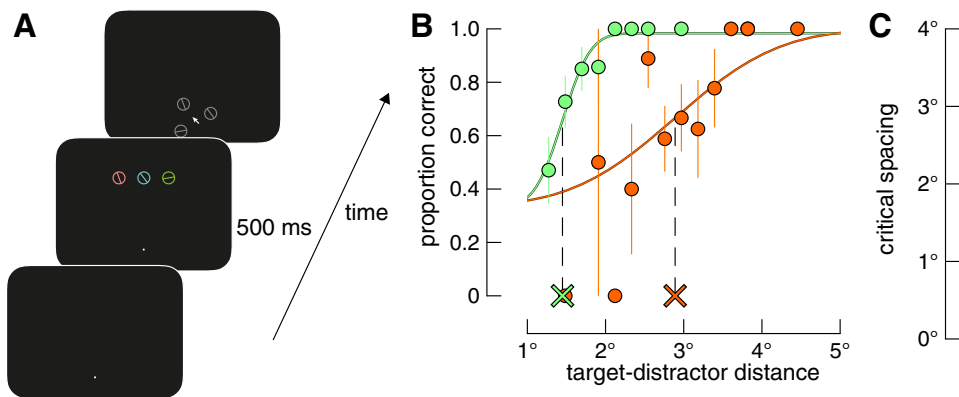 A
500 ms
time
B
proportion correct
1.0
0.8
0.6
0.4
0.2
0
1°
2°
3°
4°
5°
target-distractor distance
C
critical spacing
4°
3°
2°
1°
0°